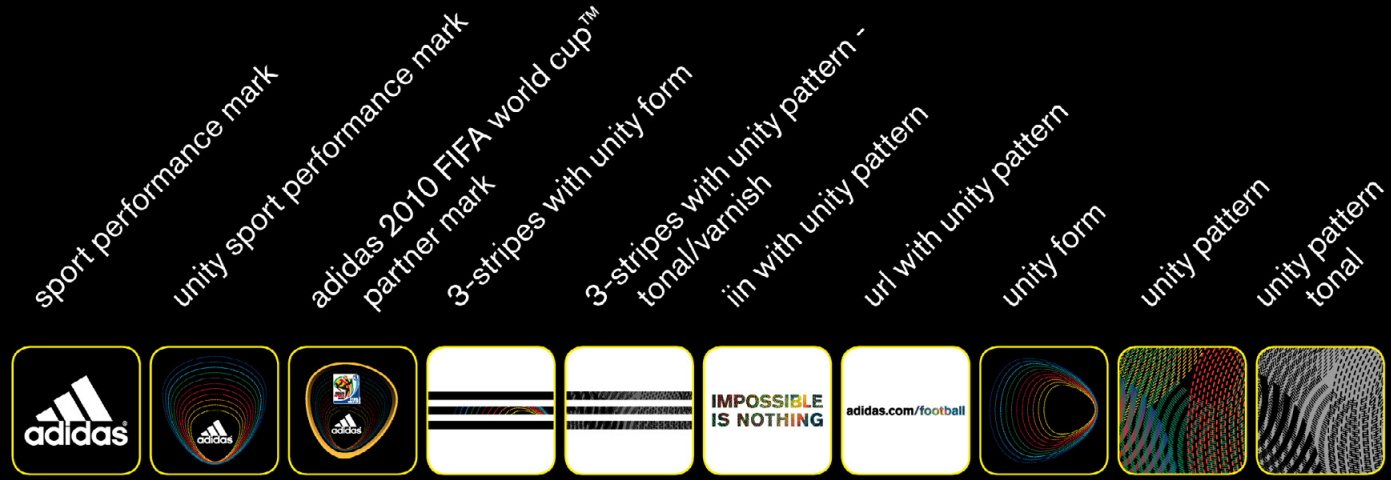 sport performance mark
unity sport performance mark
adidas 2010 FIFA world cup™
partner mark
3-stripes with unity form
3-stripes with unity pattern -
tonal/varnish
iin with unity pattern
url with unity pattern
unity form
unity pattern
unity pattern
tonal
adidas®
adidas
adidas
IMPOSSIBLE
IS NOTHING
adidas.com/football